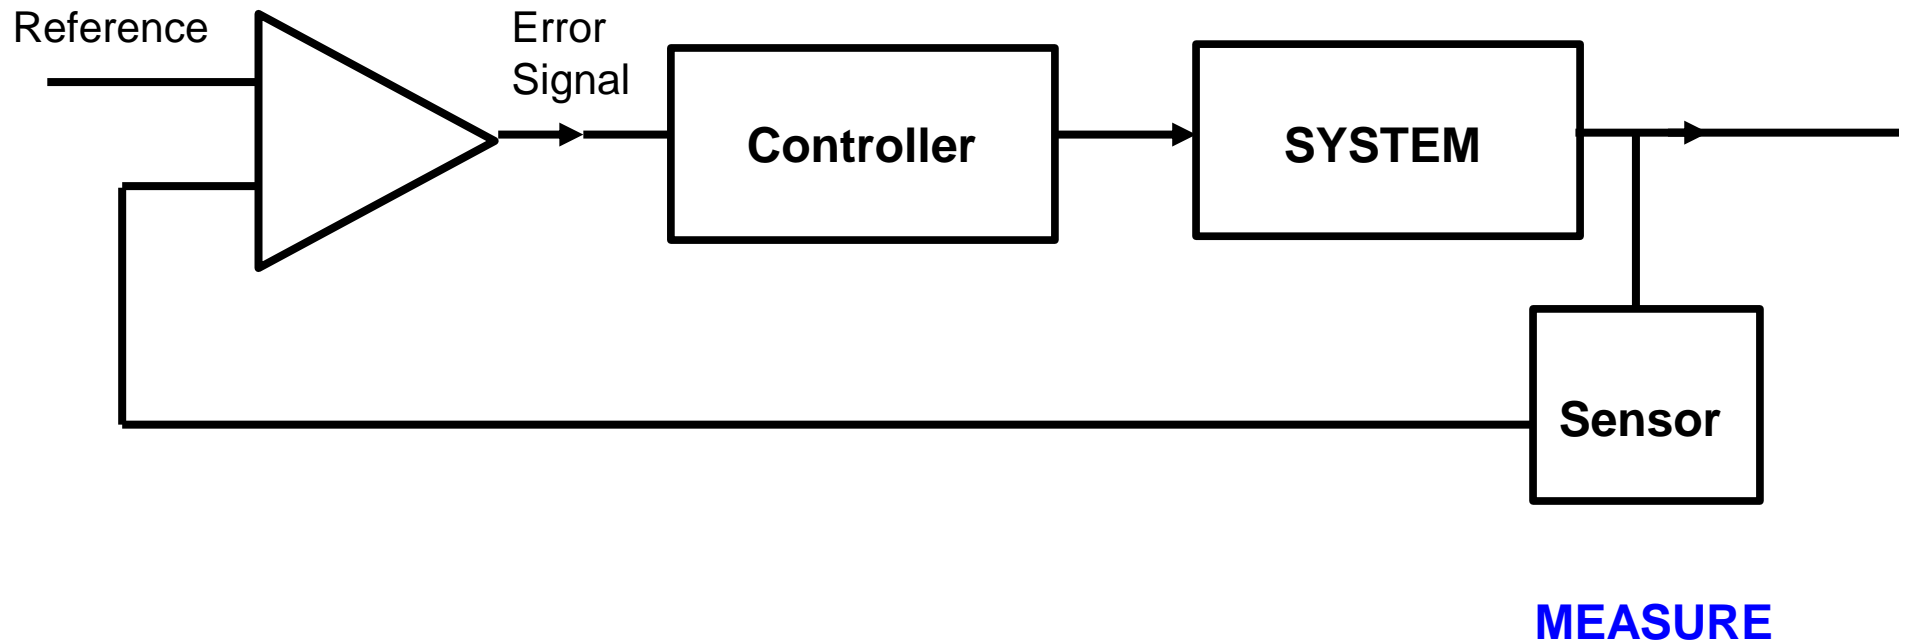 Reference
Error
Signal
Controller
SYSTEM
Sensor
MEASURE